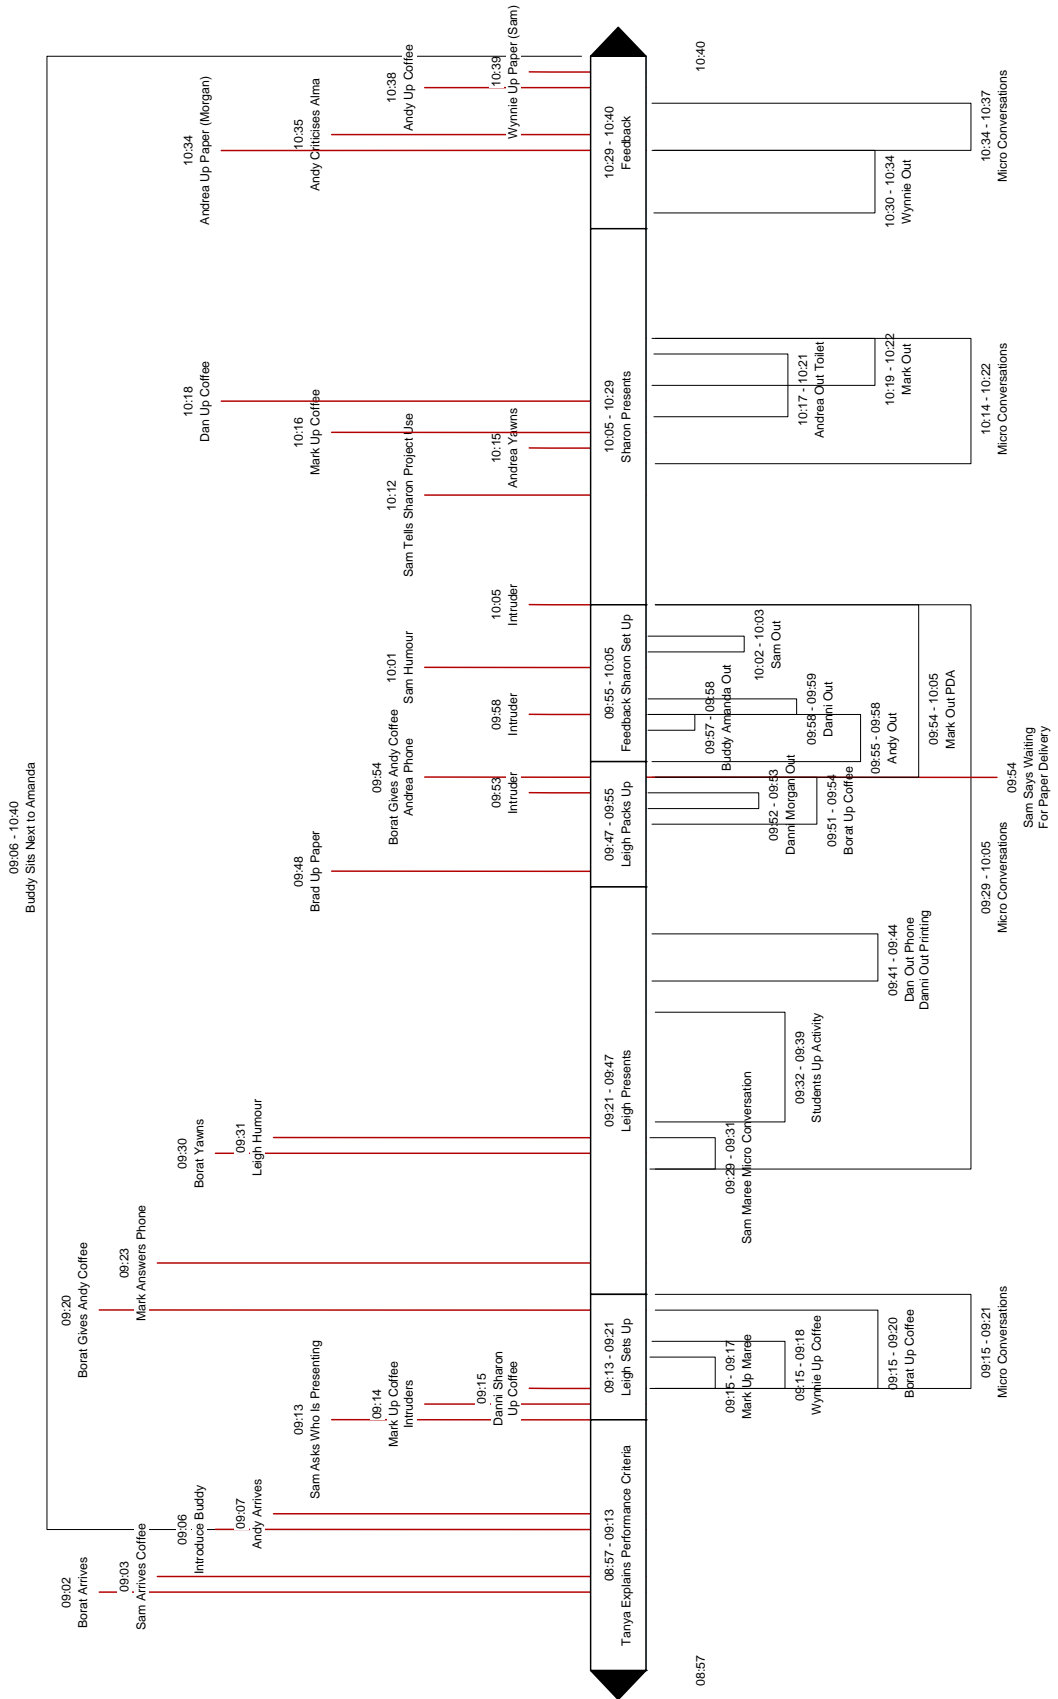 09:06 - 10:40
Buddy Sits Next to Amanda
09:02
Borat Arrives
09:03
Sam Arrives Coffee
09:06
Introduce Buddy
09:07
Andy Arrives
09:13
Sam Asks Who Is Presenting
09:14
Mark Up Coffee
Intruders
09:15
Danni Sharon
Up Coffee
09:20
Borat Gives Andy Coffee
09:23
Mark Answers Phone
09:30
Borat Yawns
09:31
Leigh Humour
09:48
Brad Up Paper
09:53
Intruder
09:54
Borat Gives Andy Coffee
Andrea Phone
09:58
Intruder
10:01
Sam Humour
10:05
Intruder
10:12
Sam Tells Sharon Project Use
10:15
Andrea Yawns
10:16
Mark Up Coffee
10:18
Dan Up Coffee
10:34
Andrea Up Paper (Morgan)
10:35
Andy Criticises Alma
10:38
Andy Up Coffee
10:39
Wynnie Up Paper (Sam)
08:57 - 09:13
Tanya Explains Performance Criteria
09:13 - 09:21
Leigh Sets Up
09:21 - 09:47
Leigh Presents
09:47 - 09:55
Leigh Packs Up
09:55 - 10:05
Feedback Sharon Set Up
10:05 - 10:29
Sharon Presents
10:29 - 10:40
Feedback
08:57
10:40
09:15 - 09:17
Mark Up Maree
09:15 - 09:18
Wynnie Up Coffee
09:15 - 09:20
Borat Up Coffee
09:15 - 09:21
Micro Conversations
09:29 - 09:31
Sam Maree Micro Conversation
09:32 - 09:39
Students Up Activity
09:41 - 09:44
Dan Out Phone
Danni Out Printing
09:29 - 10:05
Micro Conversations
09:52 - 09:53
Danni Morgan Out
09:51 - 09:54
Borat Up Coffee
09:54
Sam Says Waiting
For Paper Delivery
09:57 - 09:58
Buddy Amanda Out
09:58 - 09:59
Danni Out
09:55 - 09:58
Andy Out
09:54 - 10:05
Mark Out PDA
10:02 - 10:03
Sam Out
10:17 - 10:21
Andrea Out Toilet
10:19 - 10:22
Mark Out
10:14 - 10:22
Micro Conversations
10:30 - 10:34
Wynnie Out
10:34 - 10:37
Micro Conversations